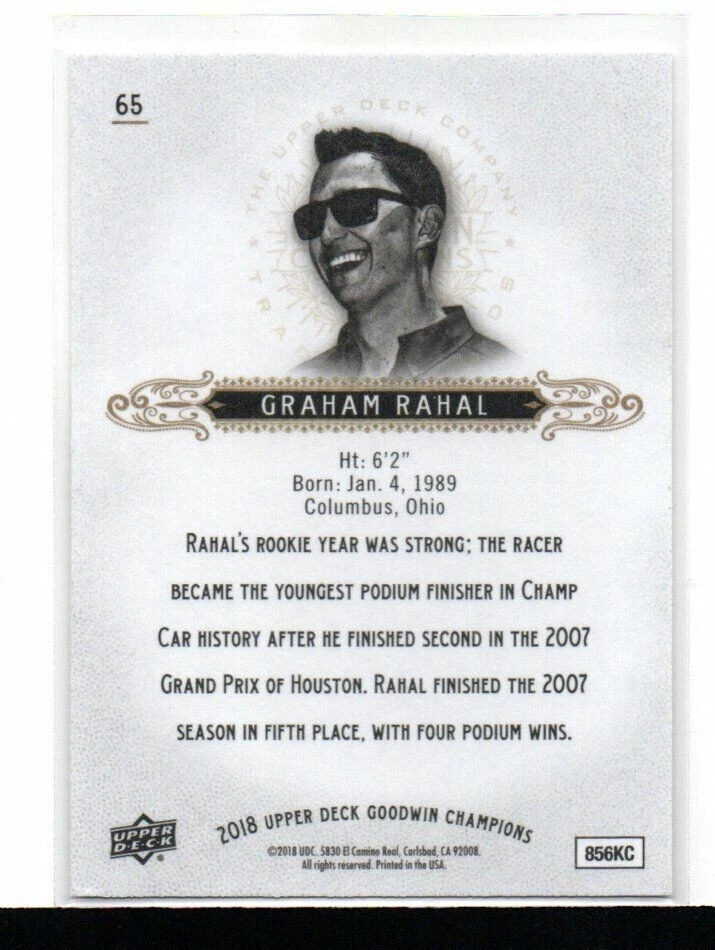 65
THE UPPER DECK COMPANY
GRAHAM RAHAL
Ht: 6'2"
Born: Jan. 4, 1989
Columbus, Ohio
Rahal's rookie year was strong; the racer
became the youngest podium finisher in Champ
Car history after he finished second in the 2007
Grand Prix of Houston. Rahal finished the 2007
season in fifth place, with four podium wins.
2018 UPPER DECK GOODWIN CHAMPIONS
UPPER
D·E·C·K®
©2018 UDC. 5830 El Camino Real, Carlsbad, CA 92008.
All rights reserved. Printed in the USA.
856KC